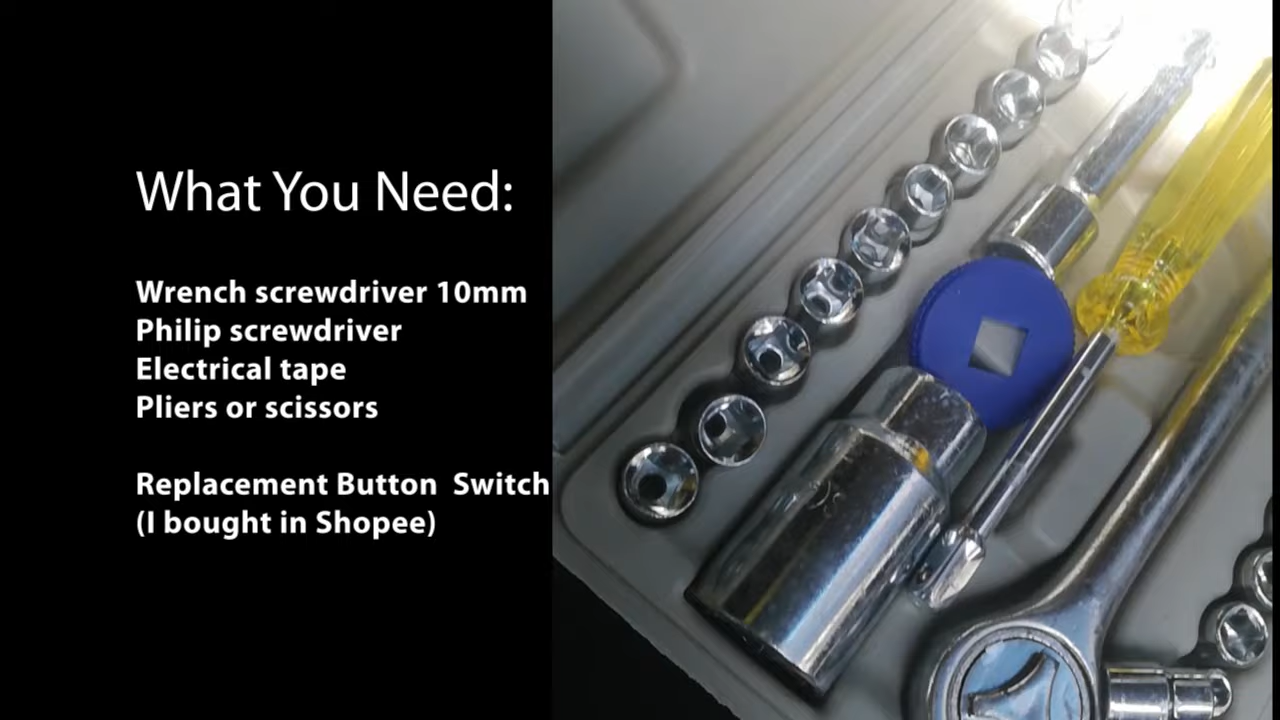 What You Need:
Wrench screwdriver 10mm
Philip screwdriver
Electrical tape
Pliers or scissors
Replacement Button  Switch
(I bought in Shopee)